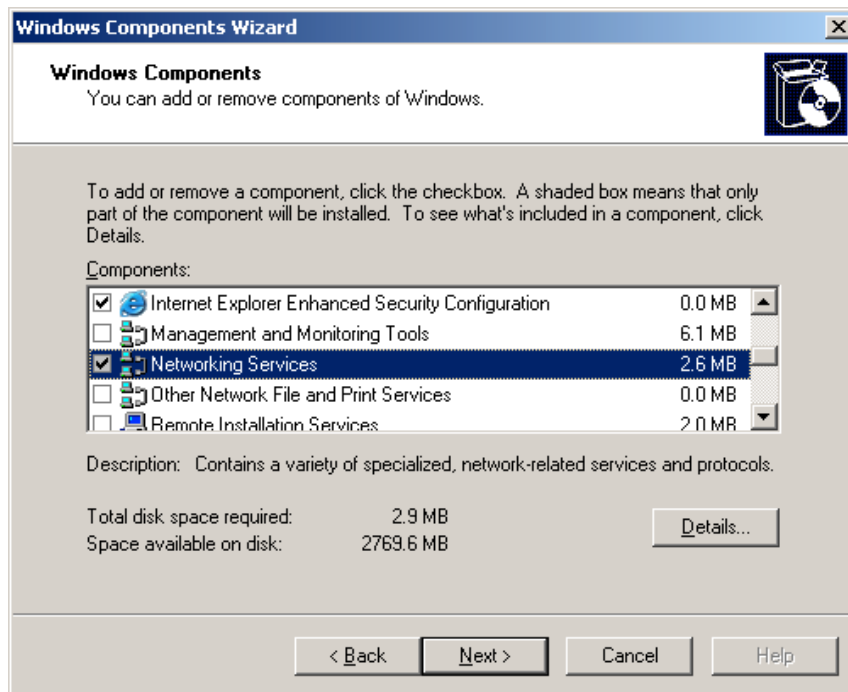 Windows Components Wizard
Windows Components
You can add or remove components of Windows.
To add or remove a component, click the checkbox. A shaded box means that only
part of the component will be installed. To see what's included in a component, click
Details.
Components:
Internet Explorer Enhanced Security Configuration 0.0 MB
Management and Monitoring Tools 6.1 MB
Networking Services 2.6 MB
Other Network File and Print Services 0.0 MB
Remote Installation Services 2.0 MB
Description: Contains a variety of specialized, network-related services and protocols.
Total disk space required: 2.9 MB
Space available on disk: 2769.6 MB
Details...
< Back Next > Cancel Help